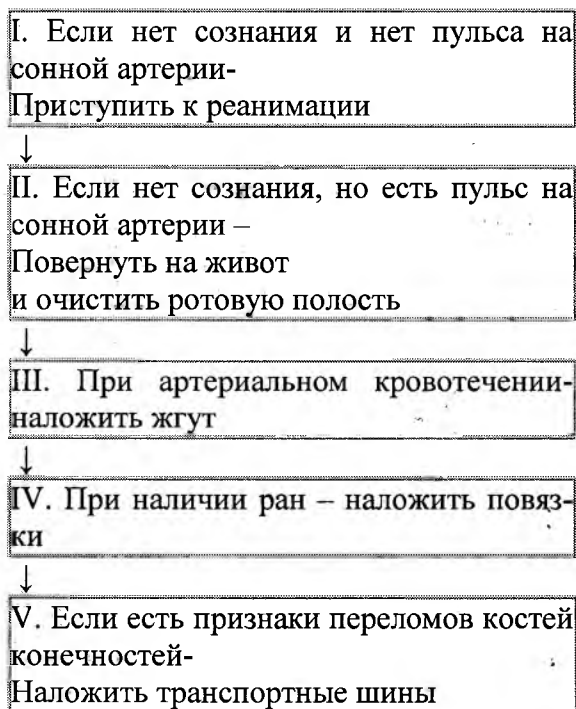 I. Если нет сознания и нет пульса на
сонной артерии-
Приступить к реанимации
↓
II. Если нет сознания, но есть пульс на
сонной артерии –
Повернуть на живот
и очистить ротовую полость
↓
III. При артериальном кровотечении-
наложить жгут
↓
IV. При наличии ран – наложить повяз-
ки
↓
V. Если есть признаки переломов костей
конечностей-
Наложить транспортные шины